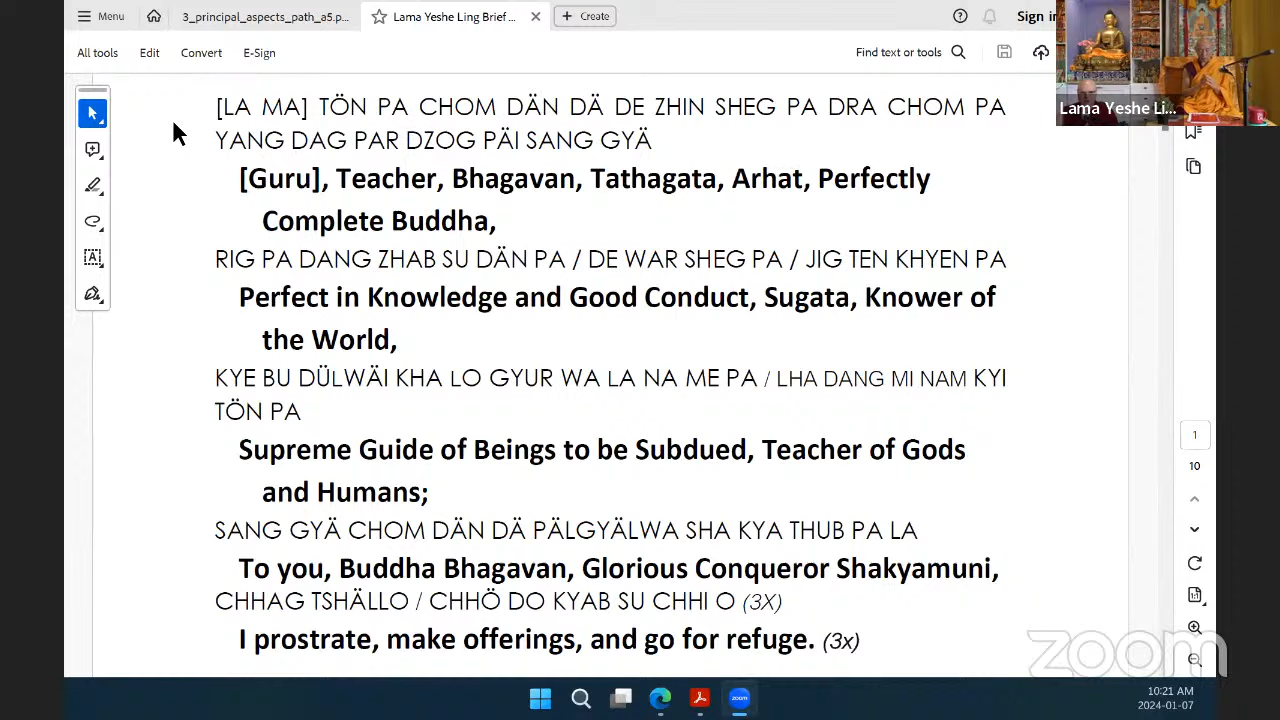 Menu
3_principal_aspects_path_a5.p...
Lama Yeshe Ling Brief ...
Create
Sign in
All tools
Edit
Convert
E-Sign
Find text or tools
Lama Yeshe Li...
[LA MA] TÖN PA CHOM DÄN DÄ DE ZHIN SHEG PA DRA CHOM PA
YANG DAG PAR DZOG PÄI SANG GYÄ
[Guru], Teacher, Bhagavan, Tathagata, Arhat, Perfectly
Complete Buddha,
RIG PA DANG ZHAB SU DÄN PA / DE WAR SHEG PA / JIG TEN KHYEN PA
Perfect in Knowledge and Good Conduct, Sugata, Knower of
the World,
KYE BU DÜLWÄI KHA LO GYUR WA LA NA ME PA / LHA DANG MI NAM KYI
TÖN PA
Supreme Guide of Beings to be Subdued, Teacher of Gods
and Humans;
SANG GYÄ CHOM DÄN DÄ PÄLGYÄLWA SHA KYA THUB PA LA
To you, Buddha Bhagavan, Glorious Conqueror Shakyamuni,
CHHAG TSHÄLLO / CHHÖ DO KYAB SU CHHI O (3X)
I prostrate, make offerings, and go for refuge. (3x)
1
10
zoom
10:21 AM
2024-01-07